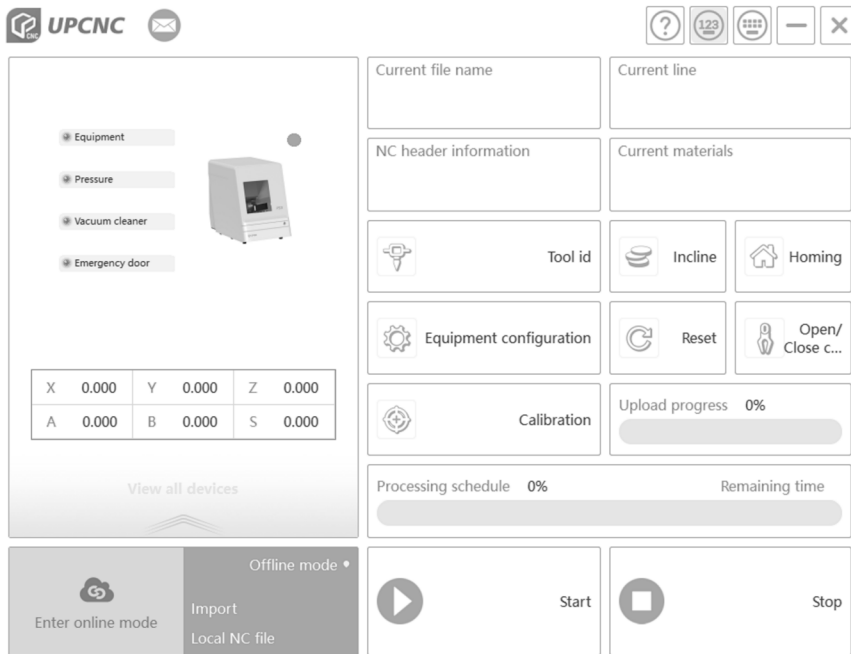 CNC UPCNC
123
Equipment
Pressure
Vacuum cleaner
Emergency door
X 0.000 Y 0.000 Z 0.000
A 0.000 B 0.000 S 0.000
View all devices
Enter online mode
Offline mode
Import
Local NC file
Current file name
Current line
NC header information
Current materials
Tool id
Incline
Homing
Equipment configuration
Reset
Open/
Close c...
Calibration
Upload progress 0%
Processing schedule 0% Remaining time
Start
Stop